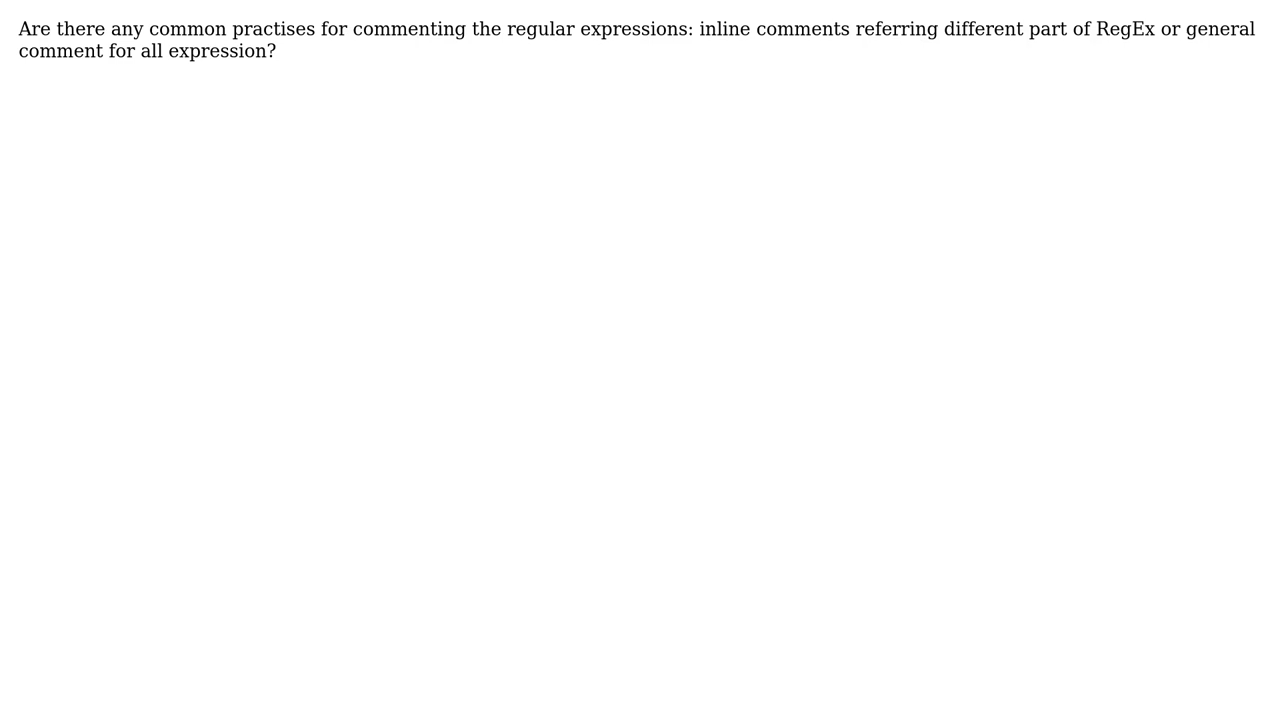 Are there any common practises for commenting the regular expressions: inline comments referring different part of RegEx or general
comment for all expression?